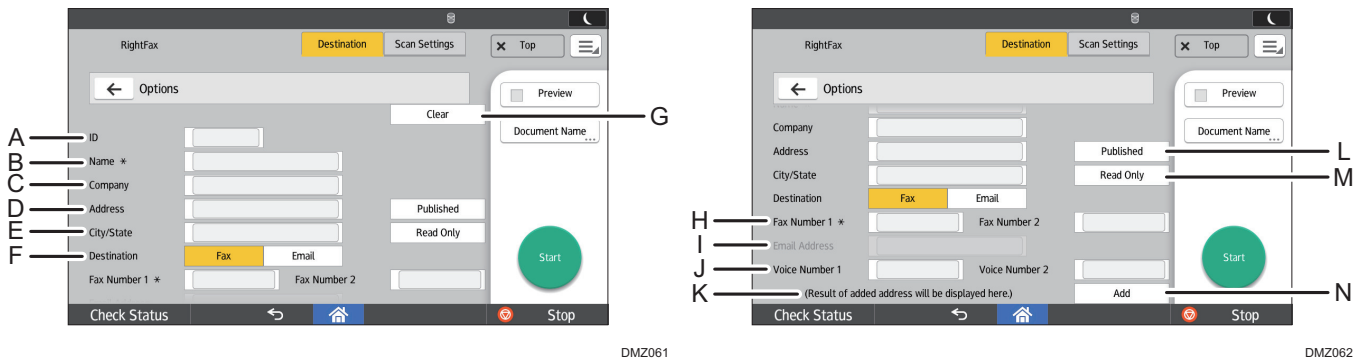 RightFax Destination Scan Settings × Top
← Options
Preview
Clear G
Document Name...
A ID
B Name *
C Company
D Address Published
E City/State Read Only
F Destination Fax Email
Start
Fax Number 1 * Fax Number 2
Check Status Stop
DMZ061
RightFax Destination Scan Settings × Top
← Options
Preview
Company
Document Name...
Address Published L
City/State Read Only M
Destination Fax Email
H Fax Number 1 * Fax Number 2
I Email Address
Start
J Voice Number 1 Voice Number 2
K (Result of added address will be displayed here.) Add N
Check Status Stop
DMZ062